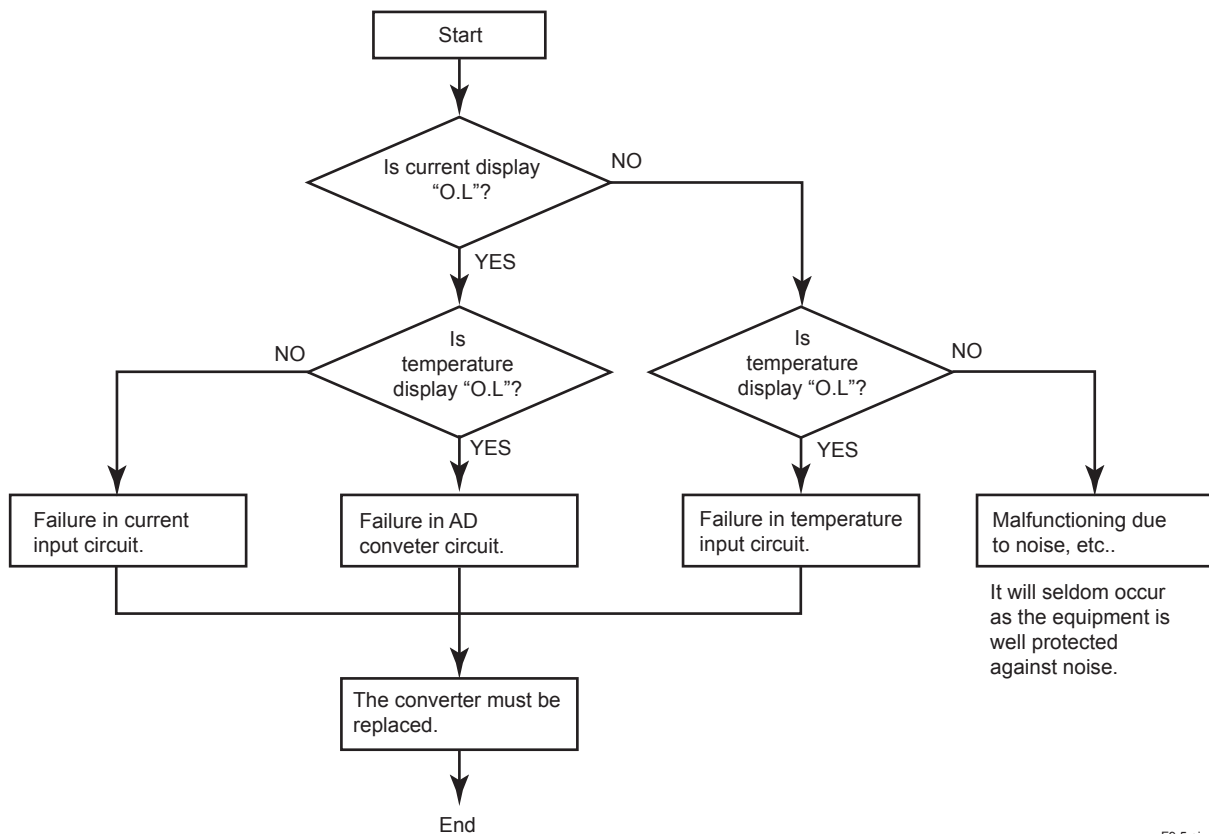 Start
Is current display
“O.L”?
NO
YES
Is
temperature
display “O.L”?
NO
YES
Is
temperature
display “O.L”?
NO
YES
Failure in current
input circuit.
Failure in AD
conveter circuit.
Failure in temperature
input circuit.
Malfunctioning due
to noise, etc..
It will seldom occur
as the equipment is
well protected
against noise.
The converter must be
replaced.
End